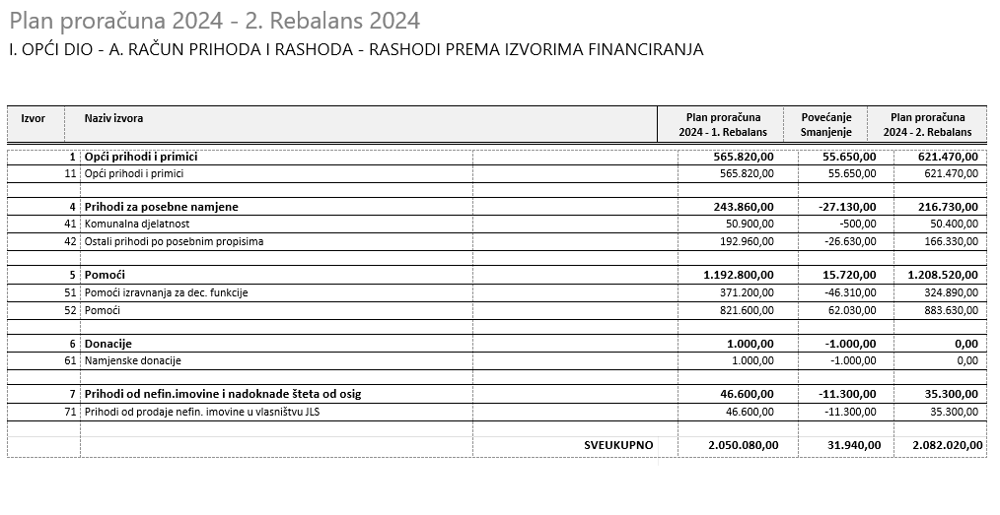 Plan proračuna 2024 - 2. Rebalans 2024
I. OPĆI DIO - A. RAČUN PRIHODA I RASHODA - RASHODI PREMA IZVORIMA FINANCIRANJA
Izvor Naziv izvora Plan proračuna 2024 - 1. Rebalans Povećanje Smanjenje Plan proračuna 2024 - 2. Rebalans
1 Opći prihodi i primici 565.820,00 55.650,00 621.470,00
11 Opći prihodi i primici 565.820,00 55.650,00 621.470,00
4 Prihodi za posebne namjene 243.860,00 -27.130,00 216.730,00
41 Komunalna djelatnost 50.900,00 -500,00 50.400,00
42 Ostali prihodi po posebnim propisima 192.960,00 -26.630,00 166.330,00
5 Pomoći 1.192.800,00 15.720,00 1.208.520,00
51 Pomoći izravnanja za dec. funkcije 371.200,00 -46.310,00 324.890,00
52 Pomoći 821.600,00 62.030,00 883.630,00
6 Donacije 1.000,00 -1.000,00 0,00
61 Namjenske donacije 1.000,00 -1.000,00 0,00
7 Prihodi od nefin.imovine i nadoknade šteta od osig 46.600,00 -11.300,00 35.300,00
71 Prihodi od prodaje nefin. imovine u vlasništvu JLS 46.600,00 -11.300,00 35.300,00
SVEUKUPNO 2.050.080,00 31.940,00 2.082.020,00